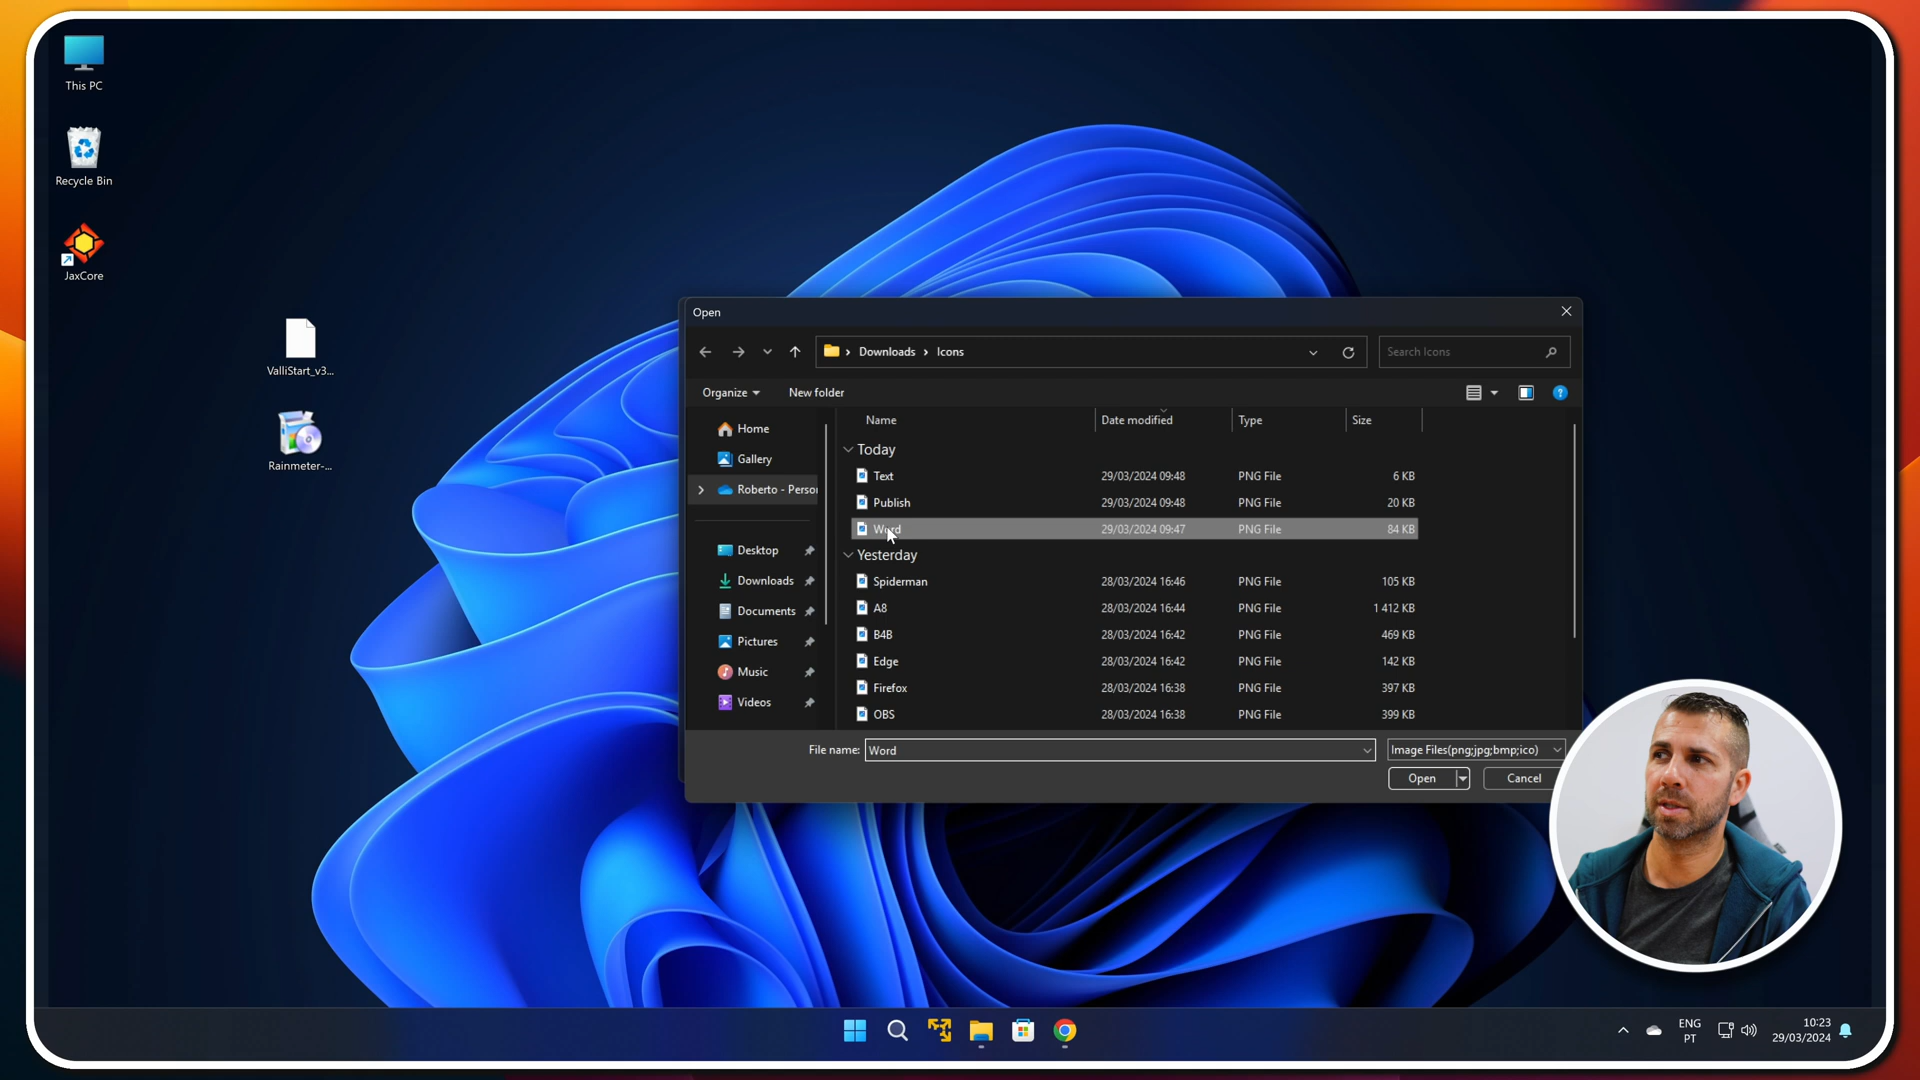 This PC
Recycle Bin
JaxCore
ValliStart_v3...
Rainmeter-...
Open
Downloads
Icons
Search Icons
Organize
New folder
Name
Date modified
Type
Size
Home
Gallery
Roberto - Person
Desktop
Downloads
Documents
Pictures
Music
Videos
Today
Text 29/03/2024 09:48 PNG File 6 KB
Publish 29/03/2024 09:48 PNG File 20 KB
Word 29/03/2024 09:47 PNG File 84 KB
Yesterday
Spiderman 28/03/2024 16:46 PNG File 105 KB
A8 28/03/2024 16:44 PNG File 1 412 KB
B4B 28/03/2024 16:42 PNG File 469 KB
Edge 28/03/2024 16:42 PNG File 142 KB
Firefox 28/03/2024 16:38 PNG File 397 KB
OBS 28/03/2024 16:38 PNG File 399 KB
File name: Word
Image Files(png;jpg;bmp;ico)
Open
Cancel
ENG
PT
10:23
29/03/2024